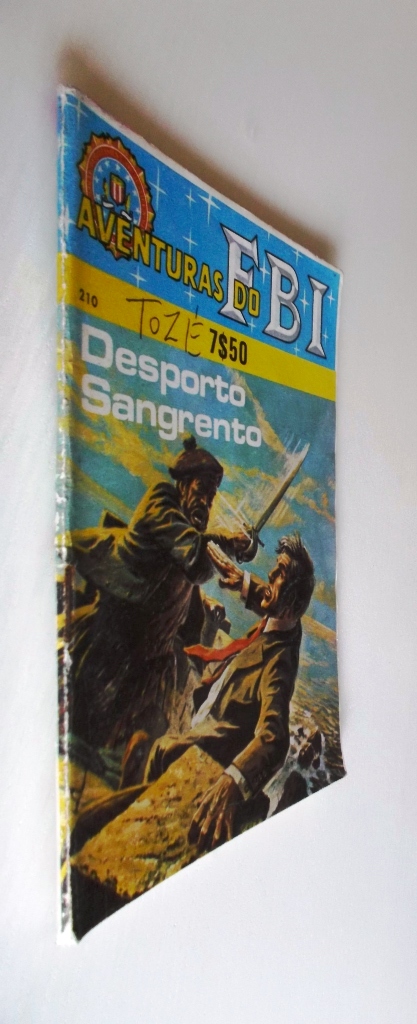 AVENTURAS DO FBI
210 TOZÉ 7$50
Desporto
Sangrento